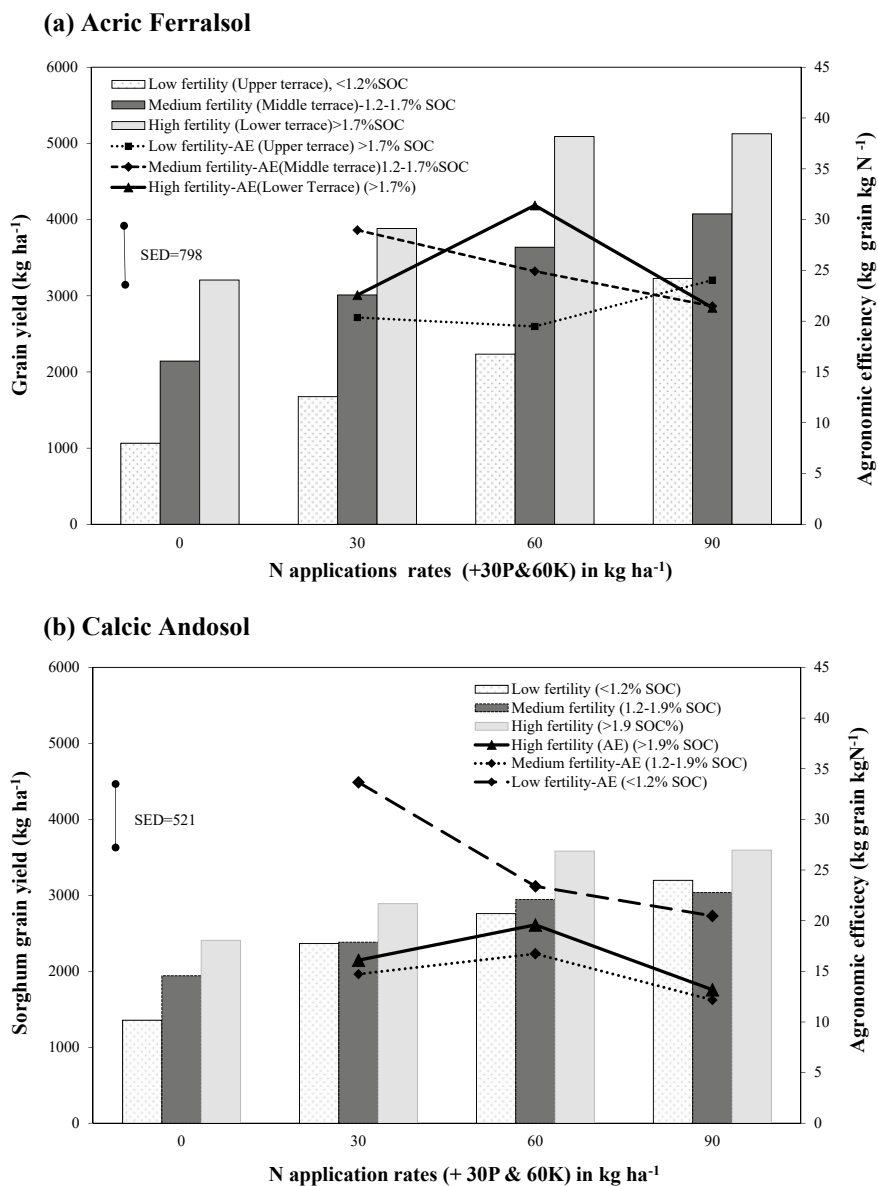 (a) Acric Ferralsol
6000
5000
4000
3000
2000
1000
0
Grain yield (kg ha-1)
Low fertility (Upper terrace), <1.2%SOC
Medium fertility (Middle terrace)-1.2-1.7% SOC
High fertility (Lower terrace)>1.7%SOC
Low fertility-AE (Upper terrace) >1.7% SOC
Medium fertility-AE(Middle terrace)1.2-1.7%SOC
High fertility-AE(Lower Terrace) (>1.7%)
SED=798
45
40
35
30
25
20
15
10
5
0
Agronomic efficiency (kg grain kg N -1)
0 30 60 90
N applications rates (+30P&60K) in kg ha-1)
(b) Calcic Andosol
6000
5000
4000
3000
2000
1000
0
Sorghum grain yield (kg ha-1)
Low fertility (<1.2% SOC)
Medium fertility (1.2-1.9% SOC)
High fertility (>1.9 SOC%)
High fertility (AE) (>1.9% SOC)
Medium fertility-AE (1.2-1.9% SOC)
Low fertility-AE (<1.2% SOC)
SED=521
45
40
35
30
25
20
15
10
5
0
Agronomic efficiecy (kg grain kgN-1)
0 30 60 90
N application rates (+ 30P & 60K) in kg ha-1